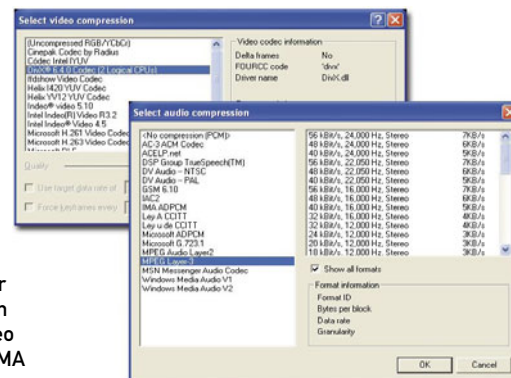 Select video compression
(Uncompressed RGB/YCbCr)
Cinepak Codec by Radius
Códec Intel IYUV
DivX® 6.4.0 Codec (2 Logical CPUs)
ffdshow Video Codec
Helix I420 YUV Codec
Helix YV12 YUV Codec
Indeo® video 5.10
Intel Indeo(R) Video R3.2
Intel Indeo® Video 4.5
Microsoft H.261 Video Codec
Microsoft H.263 Video Codec
Video codec information
Delta frames No
FOURCC code 'divx'
Driver name DivX.dll
Quality
Use target data rate of
Force keyframes every
Select audio compression
<No compression (PCM)>
AC-3 ACM Codec
ACELP.net
DSP Group TrueSpeech(TM)
DV Audio – NTSC
DV Audio – PAL
GSM 6.10
IAC2
IMA ADPCM
Ley A CCITT
Ley u de CCITT
Microsoft ADPCM
Microsoft G.723.1
MPEG Audio Layer2
MPEG Layer-3
MSN Messenger Audio Codec
Windows Media Audio V1
Windows Media Audio V2
56 kBit/s, 24,000 Hz, Stereo 7KB/s
48 kBit/s, 24,000 Hz, Stereo 6KB/s
40 kBit/s, 24,000 Hz, Stereo 5KB/s
56 kBit/s, 22,050 Hz, Stereo 7KB/s
48 kBit/s, 22,050 Hz, Stereo 6KB/s
40 kBit/s, 22,050 Hz, Stereo 5KB/s
56 kBit/s, 16,000 Hz, Stereo 7KB/s
48 kBit/s, 16,000 Hz, Stereo 6KB/s
40 kBit/s, 16,000 Hz, Stereo 5KB/s
32 kBit/s, 16,000 Hz, Stereo 4KB/s
32 kBit/s, 12,000 Hz, Stereo 4KB/s
24 kBit/s, 12,000 Hz, Stereo 3KB/s
20 kBit/s, 12,000 Hz, Stereo 3KB/s
18 kBit/s, 12,000 Hz, Stereo
Show all formats
Format information
Format ID
Bytes per block
Data rate
Granularity
OK Cancel
r
n
eo
MA